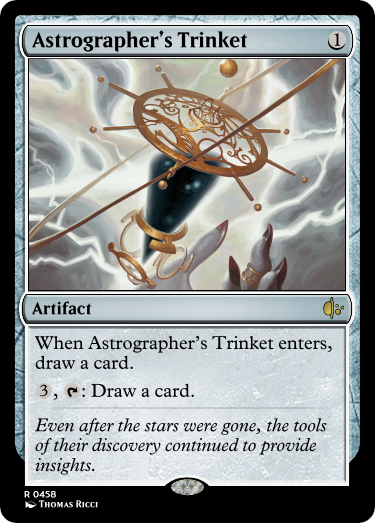 Astrographer's Trinket 1
Artifact
When Astrographer's Trinket enters,
draw a card.
3, : Draw a card.
Even after the stars were gone, the tools
of their discovery continued to provide
insights.
R 0458
Thomas Ricci